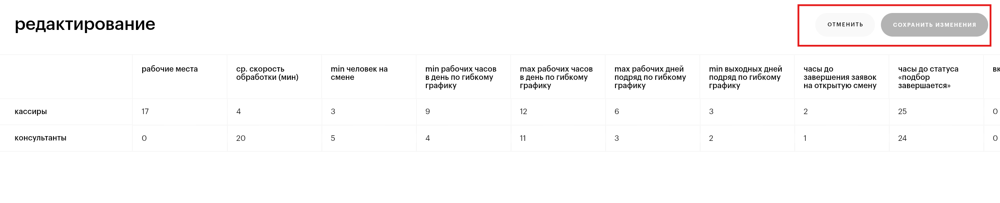 редактирование
ОТМЕНИТЬ
СОХРАНИТЬ ИЗМЕНЕНИЯ
рабочие места
ср. скорость
обработки (мин)
min человек на
смене
min рабочих часов
в день по гибкому
графику
max рабочих часов
в день по гибкому
графику
max рабочих дней
подряд по гибкому
графику
min выходных дней
подряд по гибкому
графику
часы до
завершения заявок
на открытую смену
часы до статуса
«подбор
завершается»
кассиры 17 4 3 9 12 6 3 2 25 0
консультанты 0 20 5 4 11 3 2 1 24 0